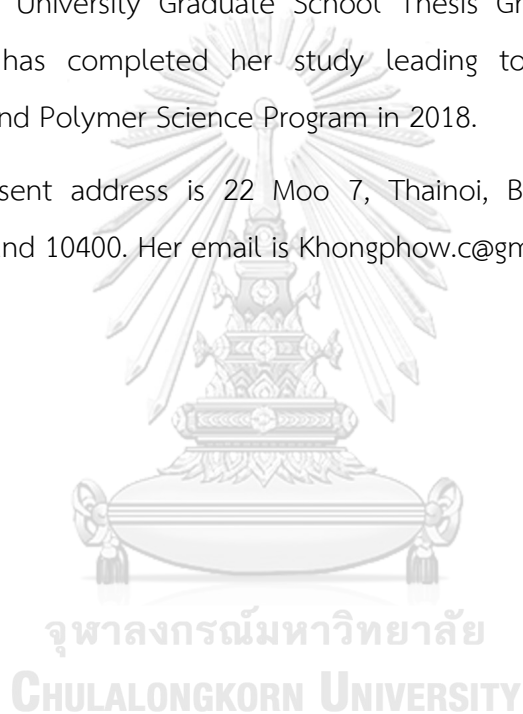 University Graduate School Thesis Gr
has completed her study leading to
nd Polymer Science Program in 2018.
sent address is 22 Moo 7, Thainoi, B
nd 10400. Her email is Khongphow.c@gm
จุฬาลงกรณ์มหาวิทยาลัย
CHULALONGKORN UNIVERSITY